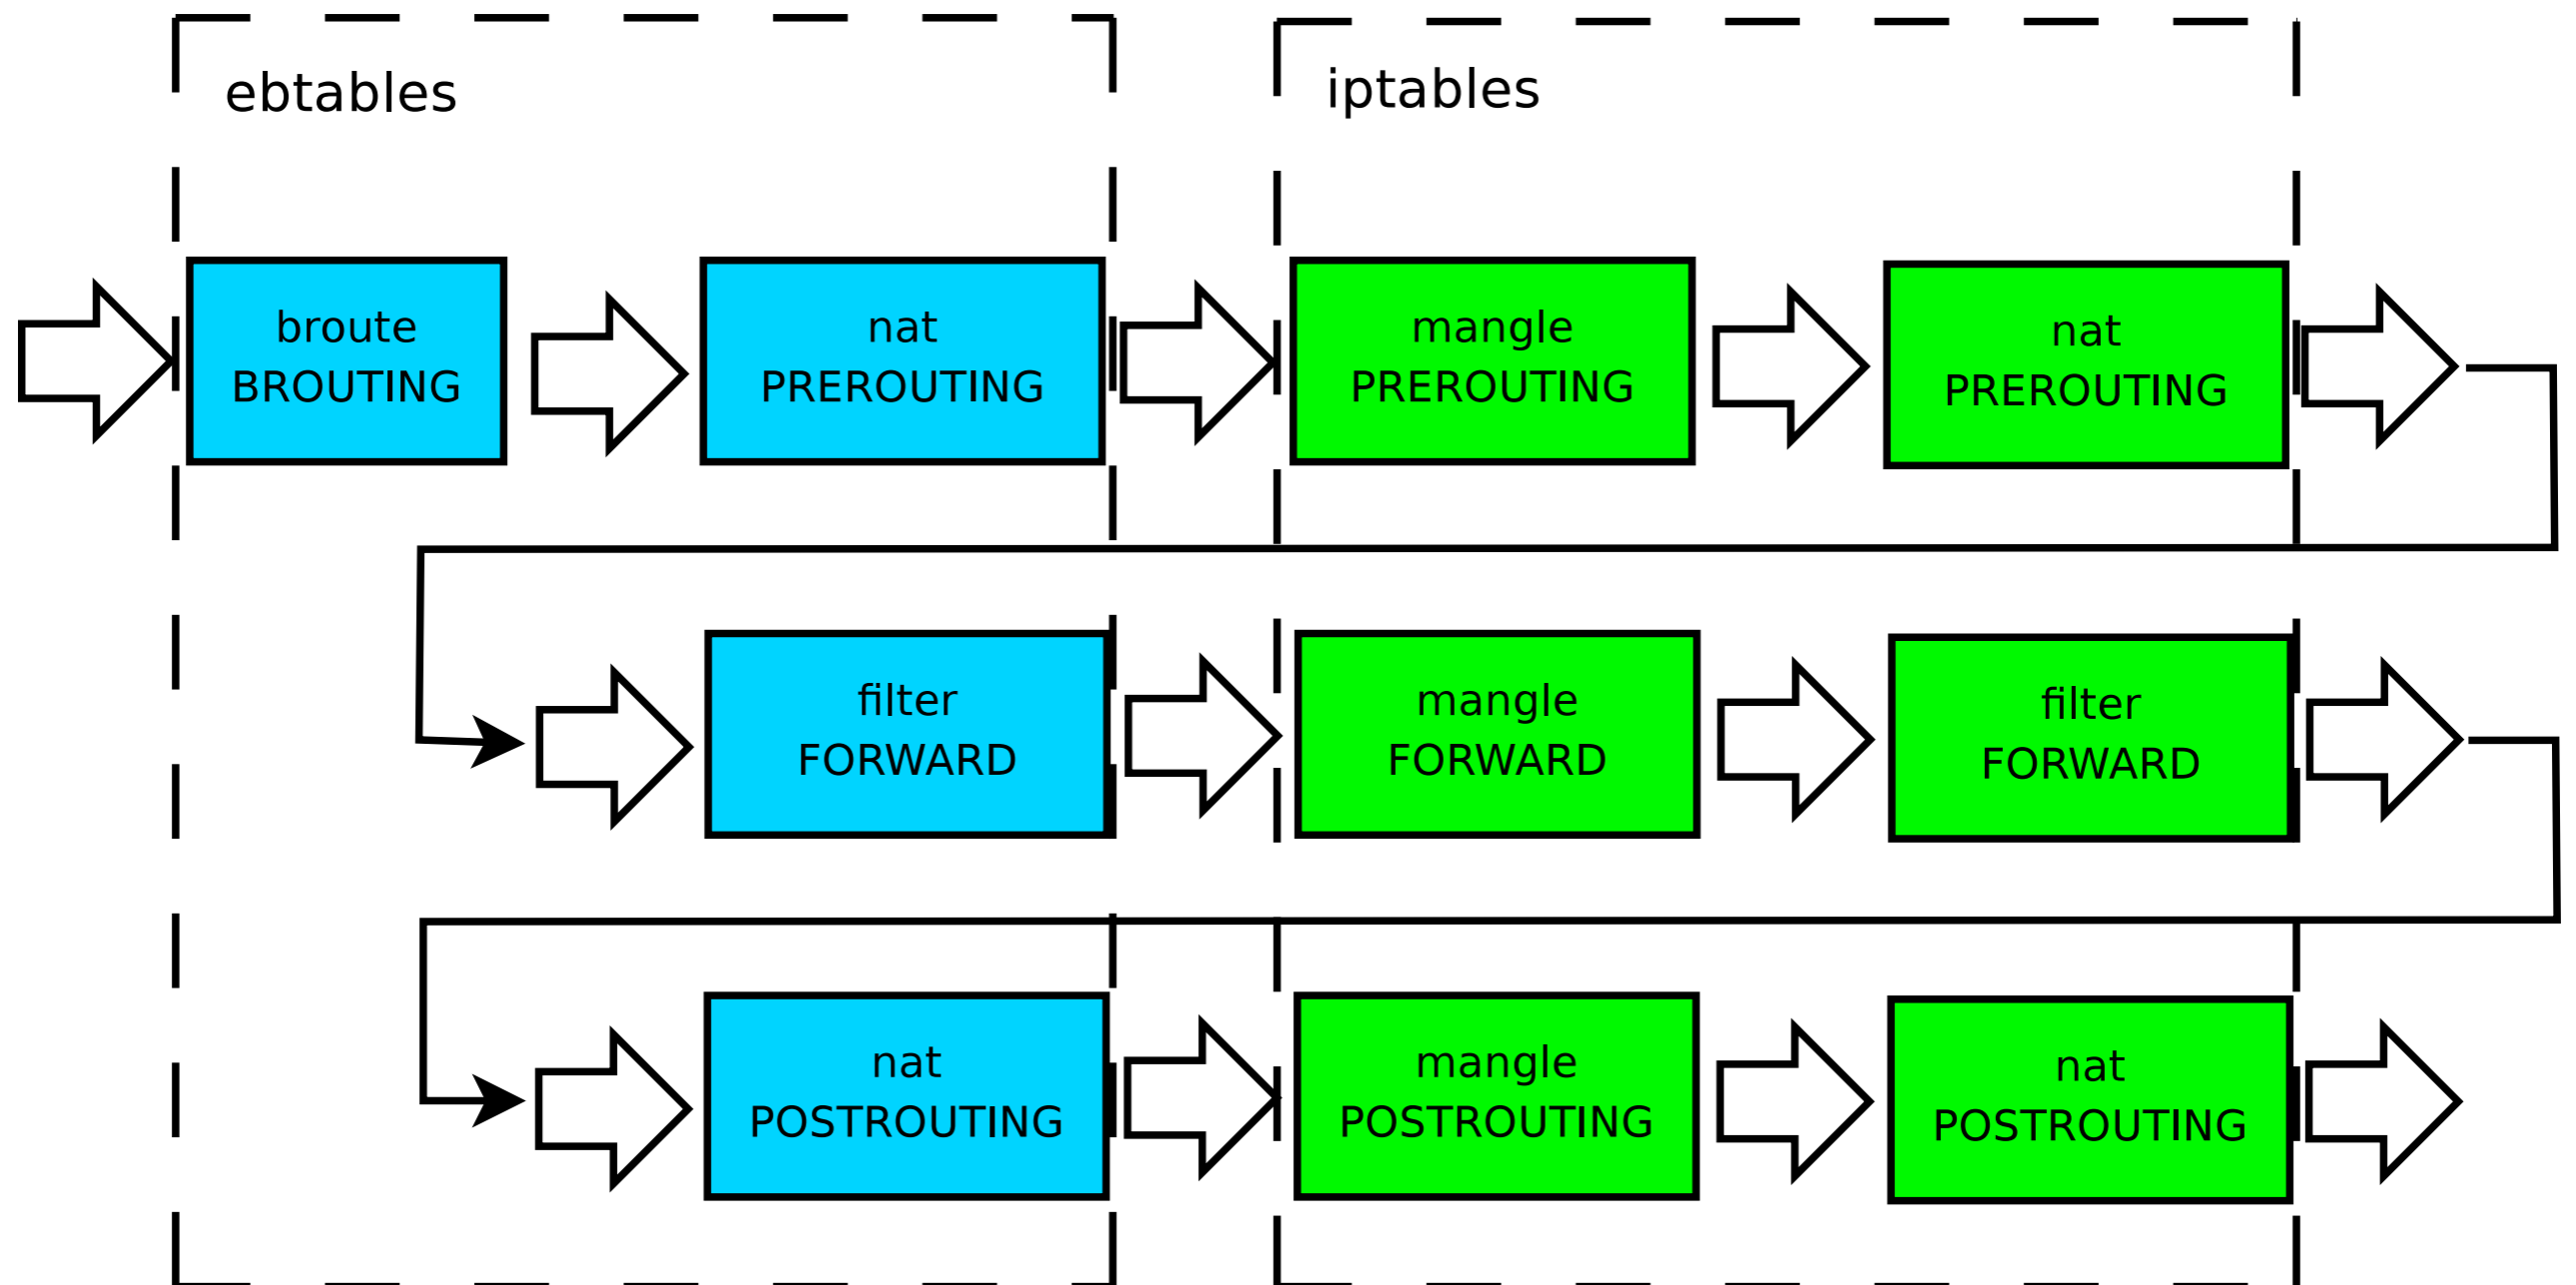 ebtables
iptables
broute
BROUTING
nat
PREROUTING
mangle
PREROUTING
nat
PREROUTING
filter
FORWARD
mangle
FORWARD
filter
FORWARD
nat
POSTROUTING
mangle
POSTROUTING
nat
POSTROUTING